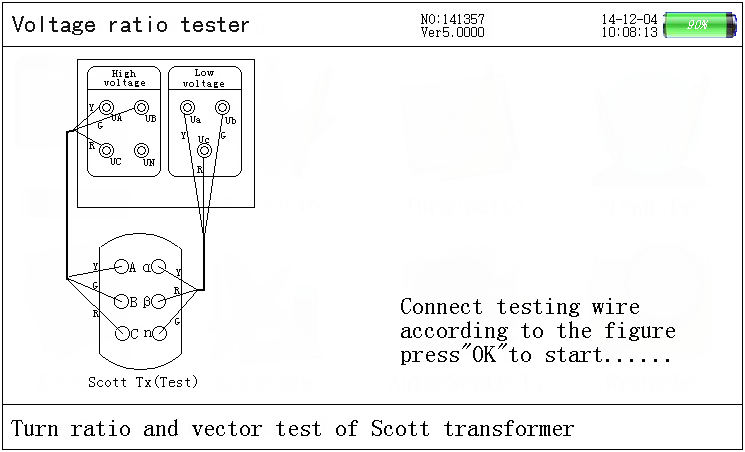 Voltage ratio tester
NO:141357
Ver5.0000
14-12-04
10:08:13
90%
High
voltage
Low
voltage
Y
UA
UB
G
R
UC
UN
Ua
Ub
Y
G
Uc
R
Y
A
α
Y
G
B
β
R
R
C
n
G
Scott Tx(Test)
Connect testing wire
according to the figure
press"OK"to start......
Turn ratio and vector test of Scott transformer